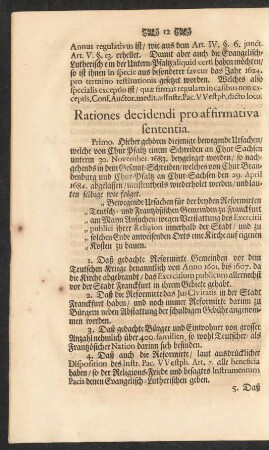 12
Annus regulativus ist/ wie aus dem Art. IV. §. 6. junct.
Art. V. §. 13. erhellet. Damit aber auch die Evangelisch-
Lutherische in der Untern-Pfaltz aliquid certi haben möchten/
so ist ihnen in specie aus besonderer faveur das Jahr 1624.
pro termino restitutionis gesetzet worden. Welches also
specialis exceptio ist/ quæ firmat regulam in casibus non ex-
ceptis, Conf. Auctor. medit. ad Instr. Pac. VVestph. dicto loco.
Rationes decidendi pro affirmativa
sententia.
Primo. Hieher gehören diejenige bewegende Ursachen/
welche von Chur Pfaltz einem Schreiben an Chur Sachsen
unterm 30. November. 1683. beygeleget worden/ so nach-
gehends in dem Gesamt-Schreiben welches von Chur Bran-
denburg und Chur-Pfaltz an Chur Sachsen den 29. April
1684. abgelassen/ meistentheils wiederholet worden/ und lau-
ten selbige wie folget.
„ Bewegende Ursachen für der beyden Reformirten
„ Teutsch- und Frantzösischen Gemeinden zu Franckfurt
„ am Mayn Ansuchen/ wegen Verstattung des Exercitii
„ publici ihrer Religion innerhalb der Stadt/ und zu
„ solchen Ende anweisenden Orts eine Kirche auf eigenen
„ Kosten zu bauen.
1. Daß gedachte Reformirte Gemeinden vor dem
Teutschen Kriege benanntlich von Anno 1601. bis 1607. da
die Kirche abgebrandt/ das Exercitium publicum allernechst
vor der Stadt Franckfurt in ihrem Gebiete gehabt.
2. Daß die Reformirte das Jus Civitatis in der Stadt
Franckfurt haben/ und noch immer Reformirte darinn zu
Bürgern neben Abstattung der schuldigen Gebühr angenom-
men werden.
3. Daß gedachte Bürger und Einwohner von grosser
Anzahl nehmlich über 400. familien, so wohl Teutscher- als
Frantzösischer Nation darinn sich befinden.
4. Daß auch die Reformirte/ laut ausdrücklicher
Disposition des Instr. Pac. VVestph. Art. 7. alle beneficia
haben/ so der Religions-Friede und besagtes Instrumentum
Pacis denen Evangelisch-Lutherischen geben.
5. Daß